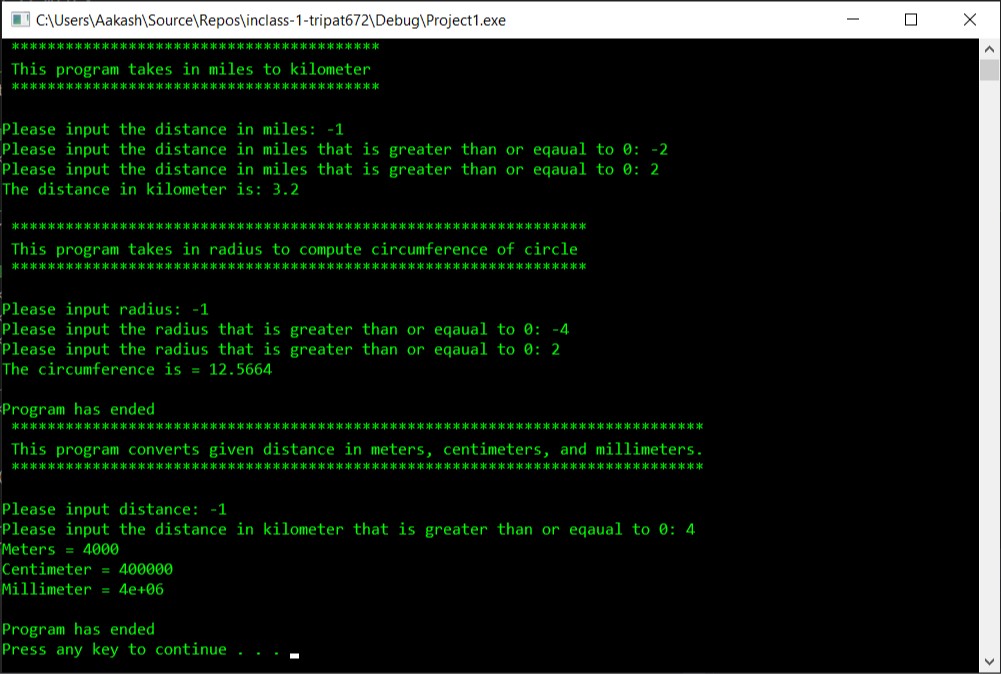 C:\Users\Aakash\Source\Repos\inclass-1-tripat672\Debug\Project1.exe
*****************************************
This program takes in miles to kilometer
*****************************************
Please input the distance in miles: -1
Please input the distance in miles that is greater than or eqaual to 0: -2
Please input the distance in miles that is greater than or eqaual to 0: 2
The distance in kilometer is: 3.2
****************************************************************
This program takes in radius to compute circumference of circle
****************************************************************
Please input radius: -1
Please input the radius that is greater than or eqaual to 0: -4
Please input the radius that is greater than or eqaual to 0: 2
The circumference is = 12.5664
Program has ended
*****************************************************************************
This program converts given distance in meters, centimeters, and millimeters.
*****************************************************************************
Please input distance: -1
Please input the distance in kilometer that is greater than or eqaual to 0: 4
Meters = 4000
Centimeter = 400000
Millimeter = 4e+06
Program has ended
Press any key to continue . . .